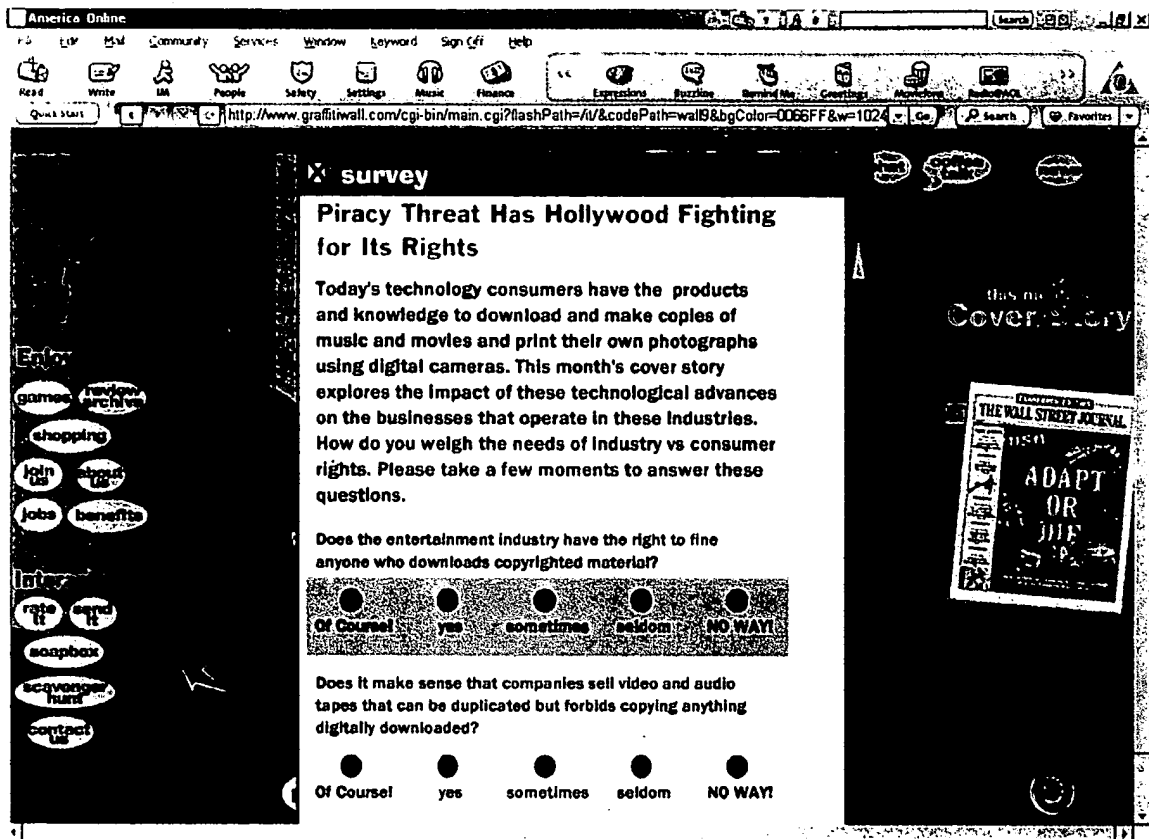 America Online
Search
Edit Mail Community Services Window Keyword Sign Off Help
Read Write IM People Safety Settings Music Finance Expressions Buzzline Remind Me Greetings Radio@AOL
Quick Start http://www.graffitiwall.com/cgi-bin/main.cgi?flashPath=/it/&codePath=wall9&bgColor=0066FF&w=1024 Go Search Favorites
survey
Piracy Threat Has Hollywood Fighting
for Its Rights
Today's technology consumers have the products
and knowledge to download and make copies of
music and movies and print their own photographs
using digital cameras. This month's cover story
explores the impact of these technological advances
on the businesses that operate in these industries.
How do you weigh the needs of industry vs consumer
rights. Please take a few moments to answer these
questions.
Does the entertainment industry have the right to fine
anyone who downloads copyrighted material?
Of Course! yes sometimes seldom NO WAY!
Does it make sense that companies sell video and audio
tapes that can be duplicated but forbids copying anything
digitally downloaded?
Of Course! yes sometimes seldom NO WAY!
Enjoy
games review archive
shopping
join us about us
jobs benefits
rate it send it
soapbox
scavenger hunt
contact us
this
Cover Story
THE WALL STREET JOURNAL
ADAPT
OR
DIE